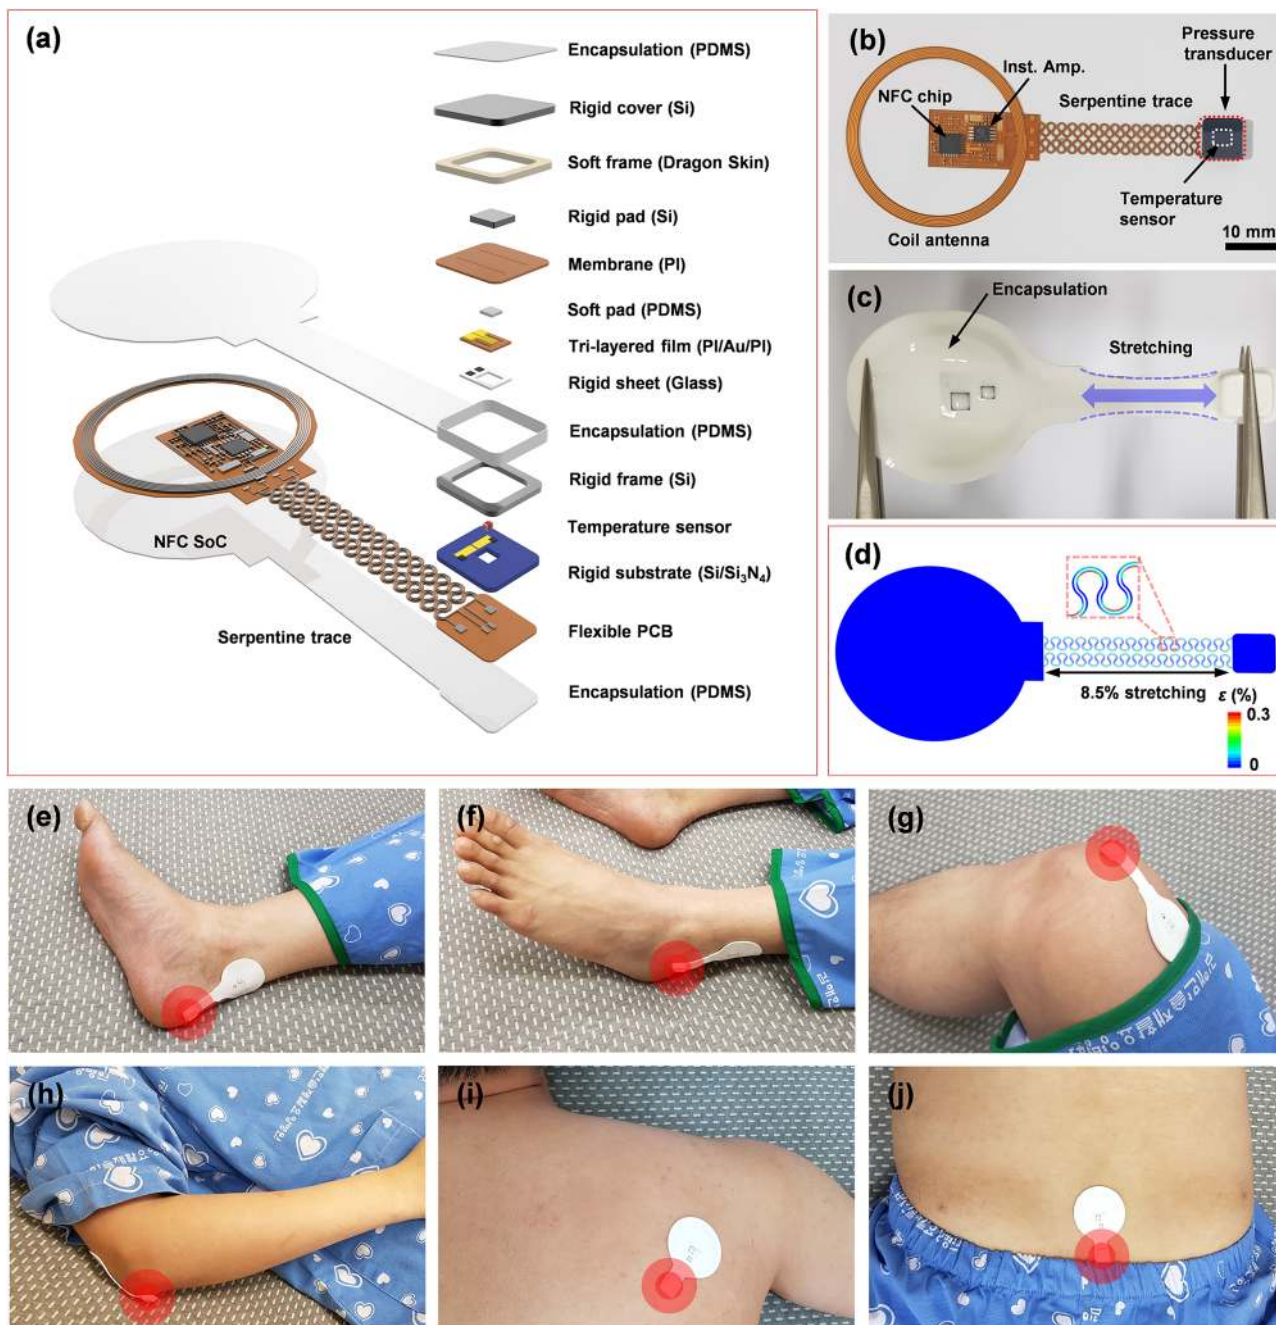 (a)
Encapsulation (PDMS)
Rigid cover (Si)
Soft frame (Dragon Skin)
Rigid pad (Si)
Membrane (PI)
Soft pad (PDMS)
Tri-layered film (PI/Au/PI)
Rigid sheet (Glass)
Encapsulation (PDMS)
Rigid frame (Si)
Temperature sensor
Rigid substrate (Si/Si₃N₄)
Flexible PCB
Encapsulation (PDMS)
NFC SoC
Serpentine trace
(b)
Pressure
transducer
Inst. Amp.
NFC chip
Serpentine trace
Temperature
sensor
Coil antenna
10 mm
(c)
Encapsulation
Stretching
(d)
8.5% stretching
ε (%)
0.3
0
(e)
(f)
(g)
(h)
(i)
(j)